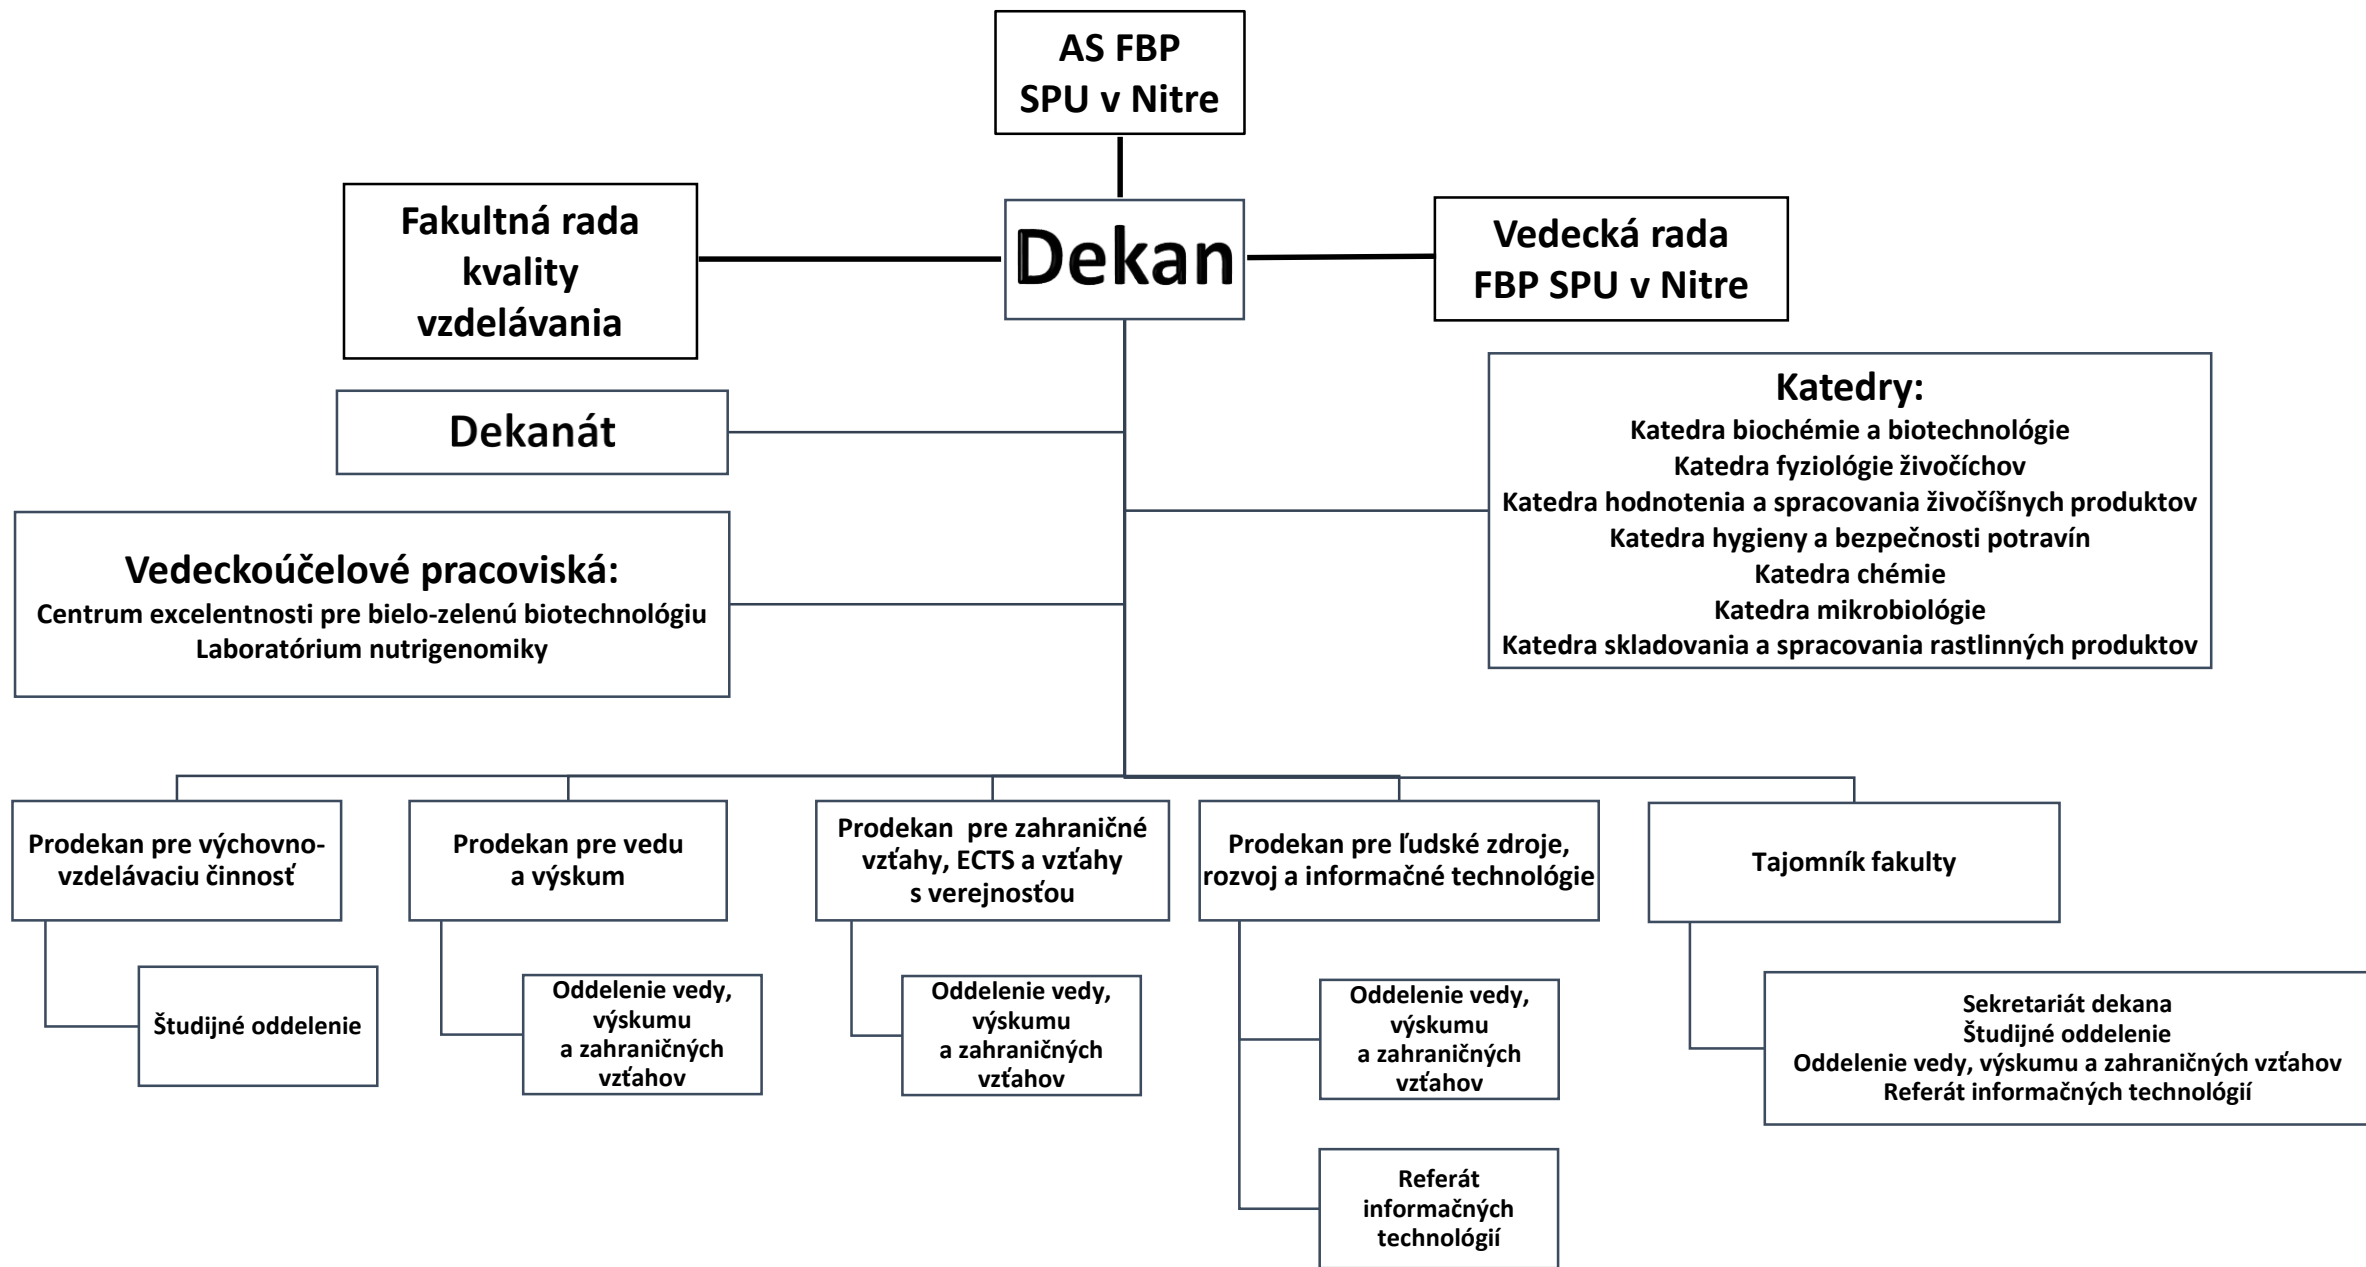 AS FBP
SPU v Nitre
Fakultná rada
kvality
vzdelávania
Dekan
Vedecká rada
FBP SPU v Nitre
Dekanát
Katedry:
Katedra biochémie a biotechnológie
Katedra fyziológie živočíchov
Katedra hodnotenia a spracovania živočíšnych produktov
Katedra hygieny a bezpečnosti potravín
Katedra chémie
Katedra mikrobiológie
Katedra skladovania a spracovania rastlinných produktov
Vedeckoúčelové pracoviská:
Centrum excelentnosti pre bielo-zelenú biotechnológiu
Laboratórium nutrigenomiky
Prodekan pre výchovno-
vzdelávaciu činnosť
Prodekan pre vedu
a výskum
Prodekan  pre zahraničné
vzťahy, ECTS a vzťahy
s verejnosťou
Prodekan pre ľudské zdroje,
rozvoj a informačné technológie
Tajomník fakulty
Študijné oddelenie
Oddelenie vedy,
výskumu
a zahraničných
vzťahov
Oddelenie vedy,
výskumu
a zahraničných
vzťahov
Oddelenie vedy,
výskumu
a zahraničných
vzťahov
Referát
informačných
technológií
Sekretariát dekana
Študijné oddelenie
Oddelenie vedy, výskumu a zahraničných vzťahov
Referát informačných technológií